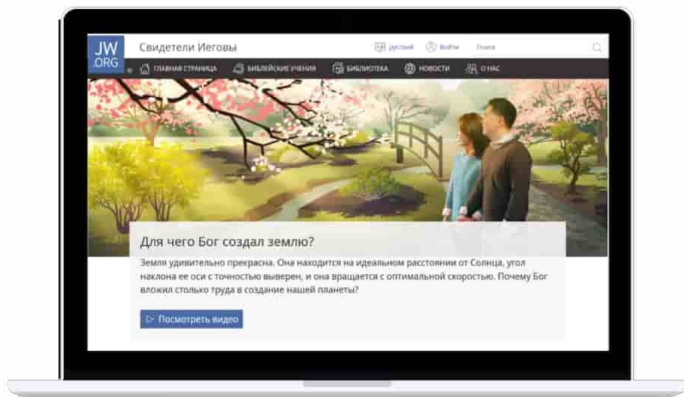 JW
.ORG
Свидетели Иеговы
русский
Войти
Поиск
ГЛАВНАЯ СТРАНИЦА
БИБЛЕЙСКИЕ УЧЕНИЯ
БИБЛИОТЕКА
НОВОСТИ
О НАС
Для чего Бог создал землю?
Земля удивительно прекрасна. Она находится на идеальном расстоянии от Солнца, угол
наклона ее оси с точностью выверен, и она вращается с оптимальной скоростью. Почему Бог
вложил столько труда в создание нашей планеты?
Посмотреть видео